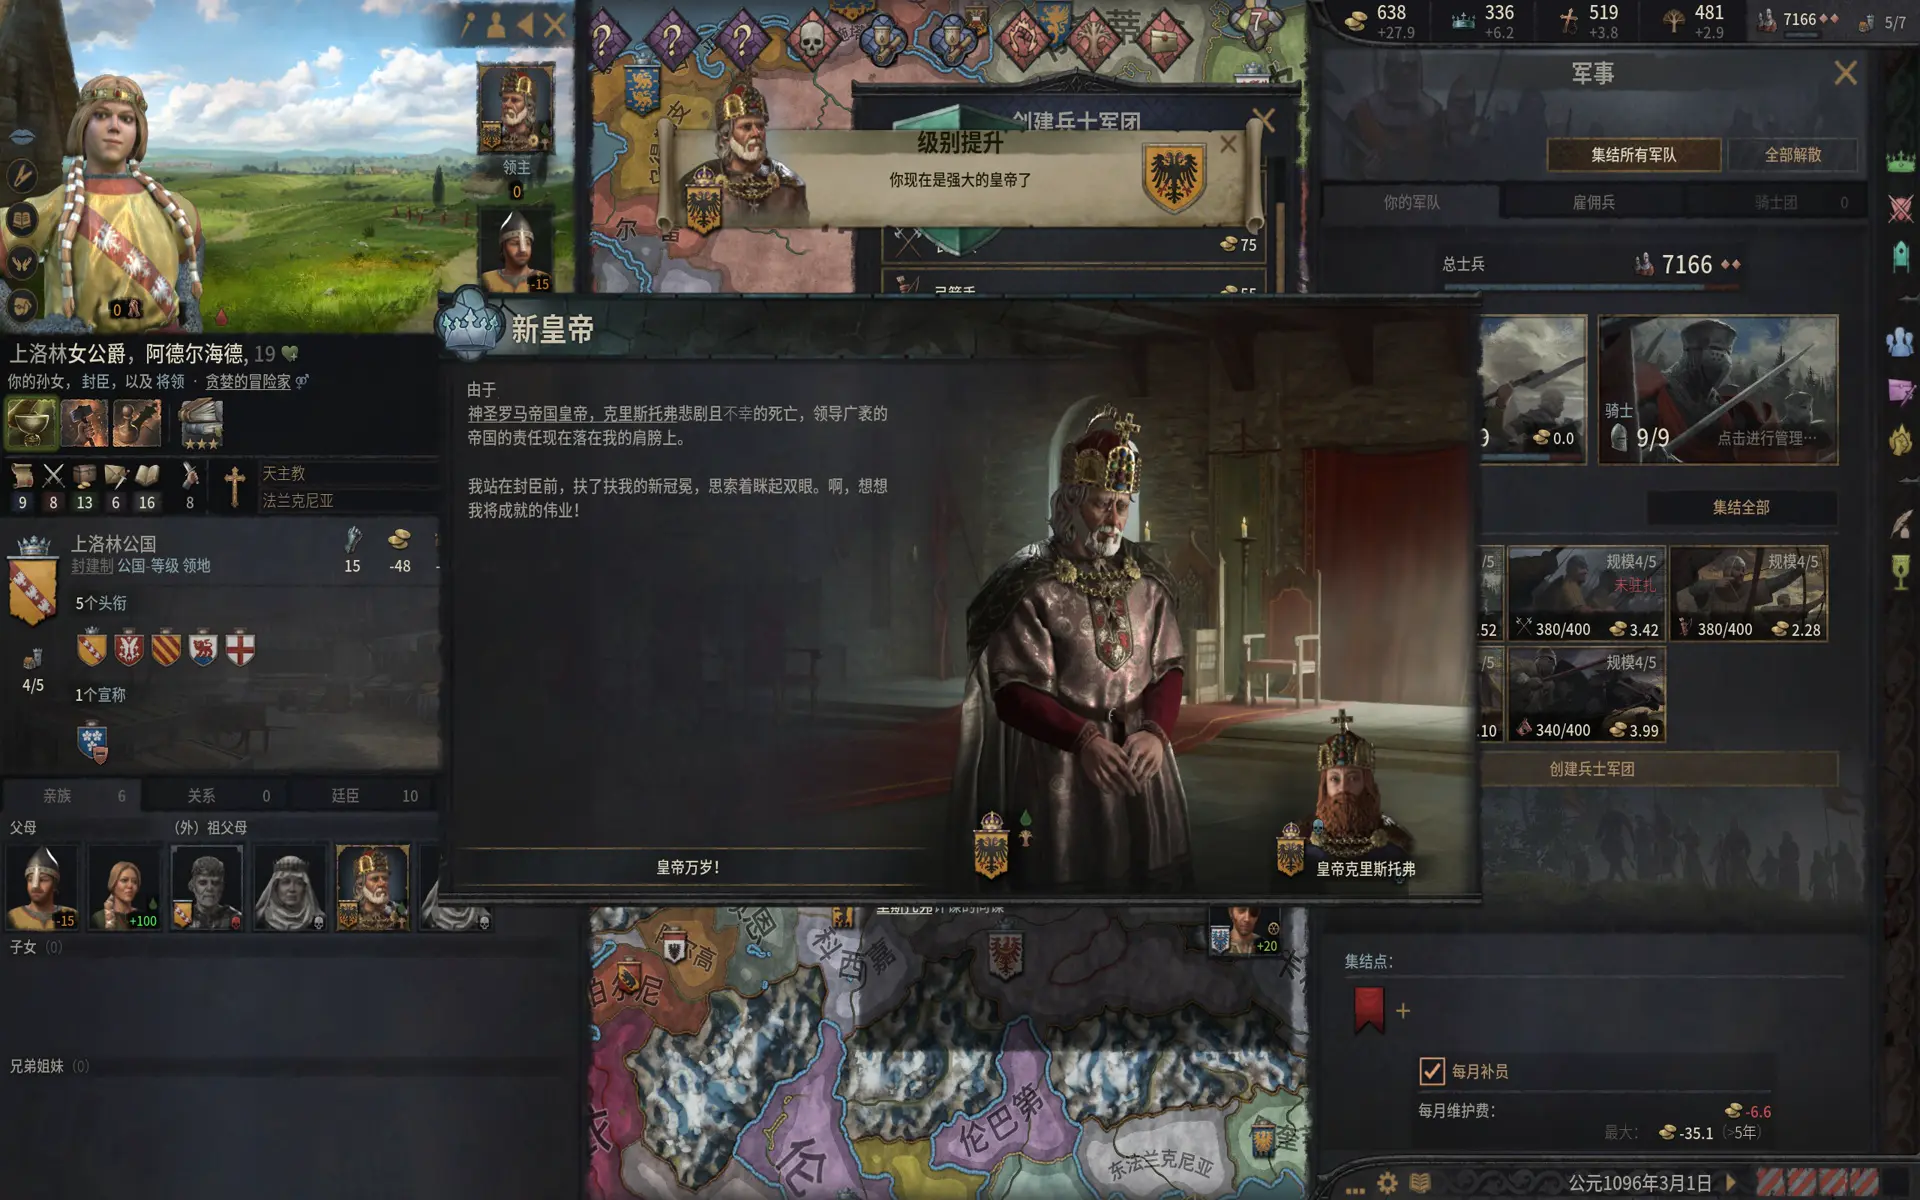 638
+27.9
336
+6.2
519
+3.8
481
+2.9
7166
5/7
7
军事
集结所有军队
全部解散
你的军队
雇佣兵
骑士团
0
总士兵
7166
领主
0
-15
0
创建兵士军团
级别提升
你现在是强大的皇帝了
75
弓箭手
55
新皇帝
由于
神圣罗马帝国皇帝，克里斯托弗悲剧且不幸的死亡，领导广袤的
帝国的责任现在落在我的肩膀上。
我站在封臣前，扶了扶我的新冠冕，思索着眯起双眼。啊，想想
我将成就的伟业！
皇帝万岁！
皇帝克里斯托弗
上洛林女公爵，阿德尔海德, 19
你的孙女，封臣，以及 将领 · 贪婪的冒险家
9
8
13
6
16
8
天主教
法兰克尼亚
上洛林公国
封建制 公国-等级 领地
15
-48
5个头衔
4/5
1个宣称
亲族 6
关系 0
廷臣 10
父母
（外）祖父母
-15
+100
子女 (0)
兄弟姐妹 (0)
0.0
骑士
9/9
点击进行管理…
集结全部
/5
.52
规模4/5
未驻扎
380/400
3.42
规模4/5
380/400
2.28
/5
.10
规模4/5
340/400
3.99
创建兵士军团
+20
集结点：
每月补员
每月维护费：
-6.6
最大：
-35.1
(>5年)
公元1096年3月1日
科西嘉
伦巴第
伦
东法兰克尼亚